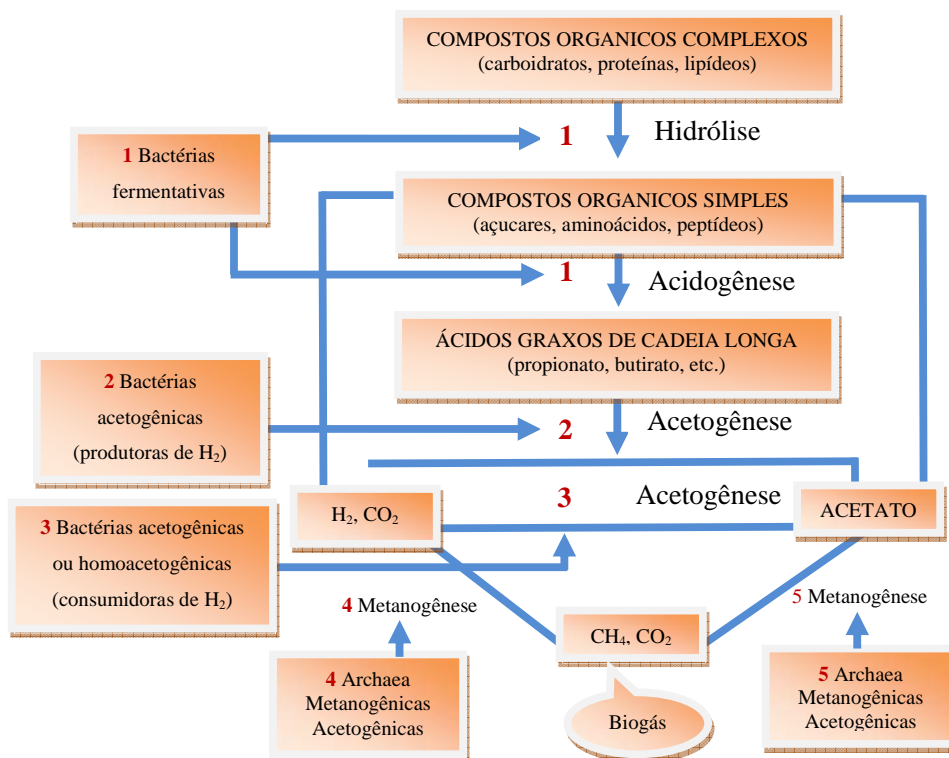 COMPOSTOS ORGANICOS COMPLEXOS
(carboidratos, proteínas, lipídeos)
1 Hidrólise
1 Bactérias
fermentativas
COMPOSTOS ORGANICOS SIMPLES
(açucares, aminoácidos, peptídeos)
1 Acidogênese
ÁCIDOS GRAXOS DE CADEIA LONGA
(propionato, butirato, etc.)
2 Bactérias
acetogênicas
(produtoras de H₂)
2 Acetogênese
3 Acetogênese
H₂, CO₂
ACETATO
3 Bactérias acetogênicas
ou homoacetogênicas
(consumidoras de H₂)
4 Metanogênese
5 Metanogênese
CH₄, CO₂
4 Archaea
Metanogênicas
Acetogênicas
Biogás
5 Archaea
Metanogênicas
Acetogênicas